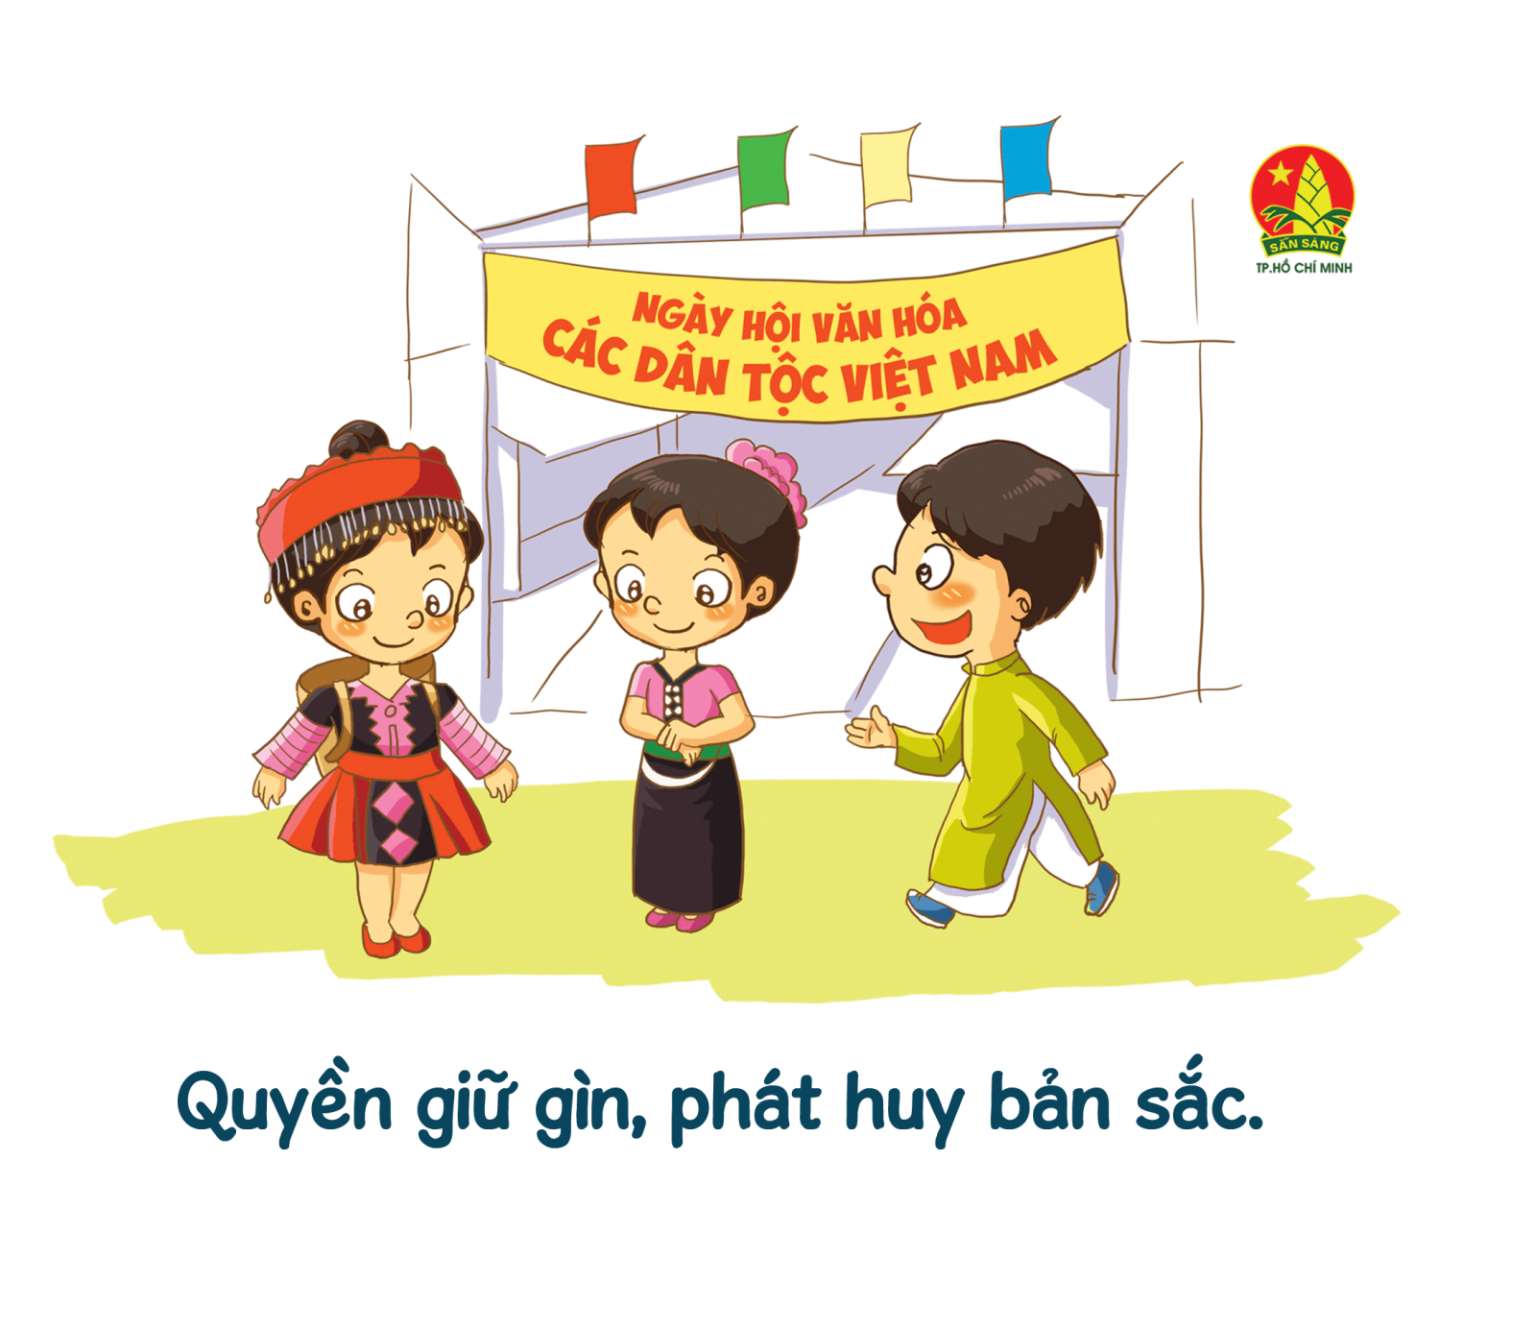 SẴN SÀNG
TP.HỒ CHÍ MINH
NGÀY HỘI VĂN HÓA
CÁC DÂN TỘC VIỆT NAM
Quyền giữ gìn, phát huy bản sắc.